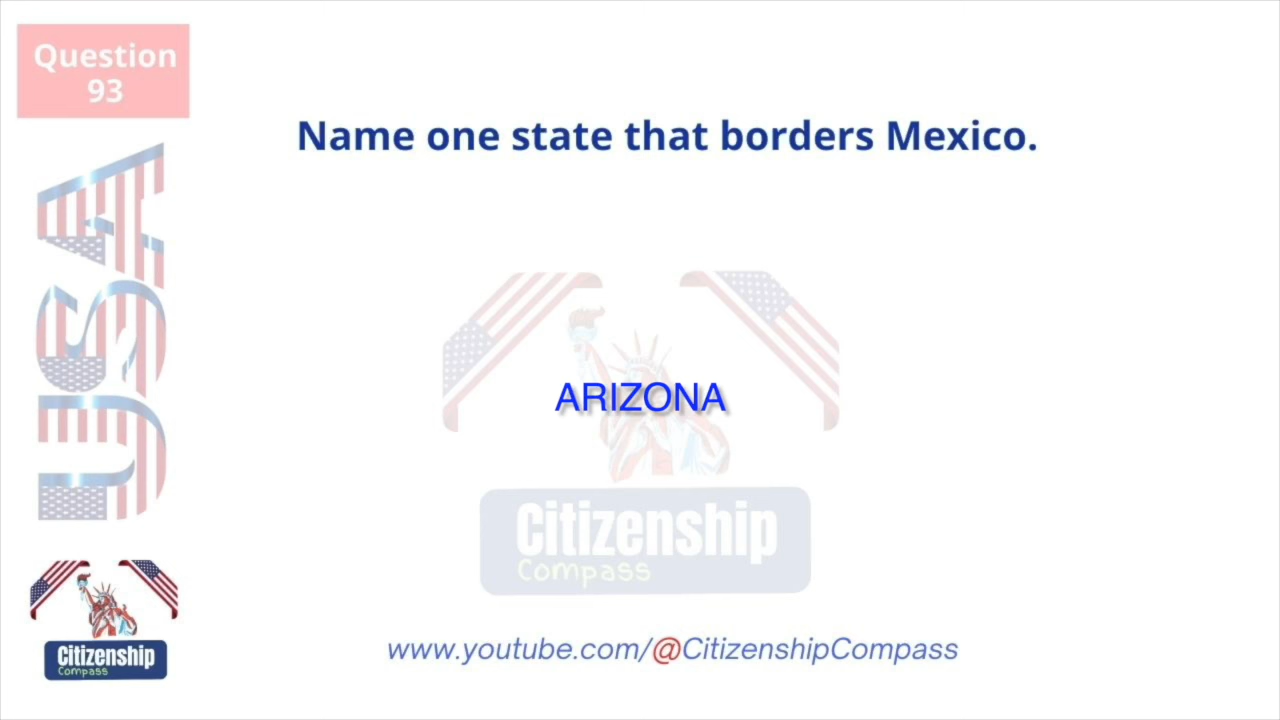 Question
93
Name one state that borders Mexico.
USA
ARIZONA
Citizenship
Compass
Citizenship
Compass
www.youtube.com/@CitizenshipCompass